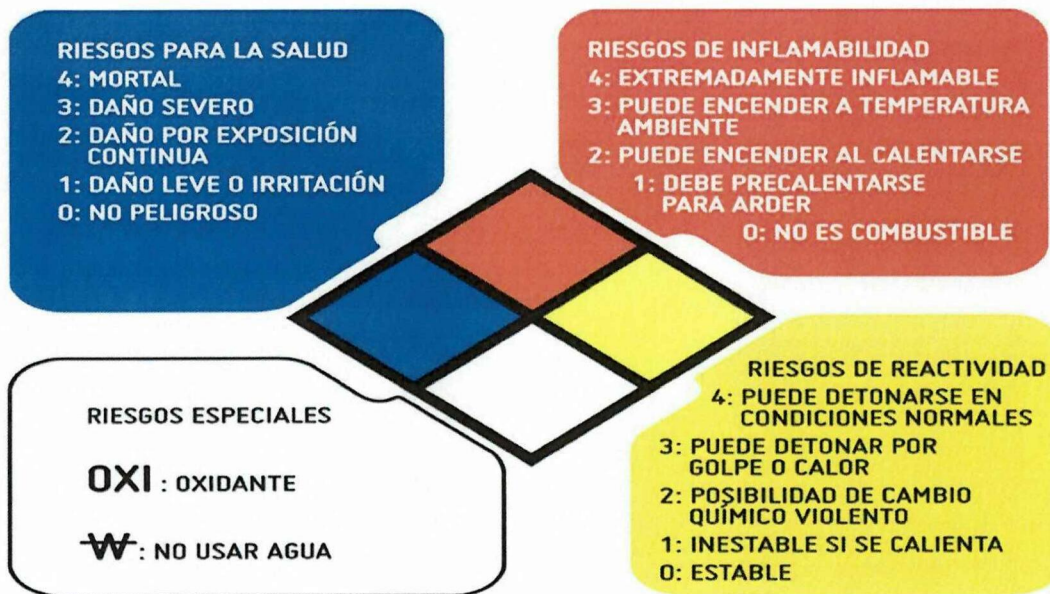 RIESGOS PARA LA SALUD
4: MORTAL
3: DAÑO SEVERO
2: DAÑO POR EXPOSICIÓN
CONTINUA
1: DAÑO LEVE O IRRITACIÓN
0: NO PELIGROSO
RIESGOS DE INFLAMABILIDAD
4: EXTREMADAMENTE INFLAMABLE
3: PUEDE ENCENDER A TEMPERATURA
AMBIENTE
2: PUEDE ENCENDER AL CALENTARSE
1: DEBE PRECALENTARSE
PARA ARDER
0: NO ES COMBUSTIBLE
RIESGOS ESPECIALES
OXI : OXIDANTE
W : NO USAR AGUA
RIESGOS DE REACTIVIDAD
4: PUEDE DETONARSE EN
CONDICIONES NORMALES
3: PUEDE DETONAR POR
GOLPE O CALOR
2: POSIBILIDAD DE CAMBIO
QUÍMICO VIOLENTO
1: INESTABLE SI SE CALIENTA
0: ESTABLE